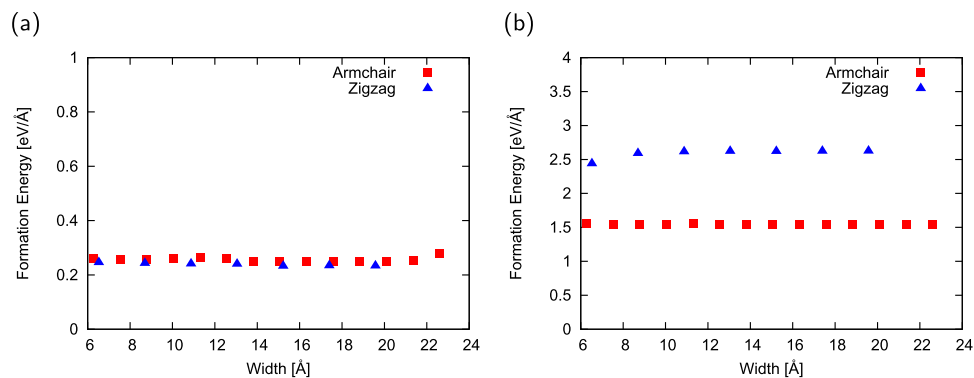 (a)
Formation Energy [eV/Å]
1
0.8
0.6
0.4
0.2
0
Armchair
Zigzag
6 8 10 12 14 16 18 20 22 24
Width [Å]
(b)
Formation Energy [eV/Å]
4
3.5
3
2.5
2
1.5
1
0.5
0
Armchair
Zigzag
6 8 10 12 14 16 18 20 22 24
Width [Å]